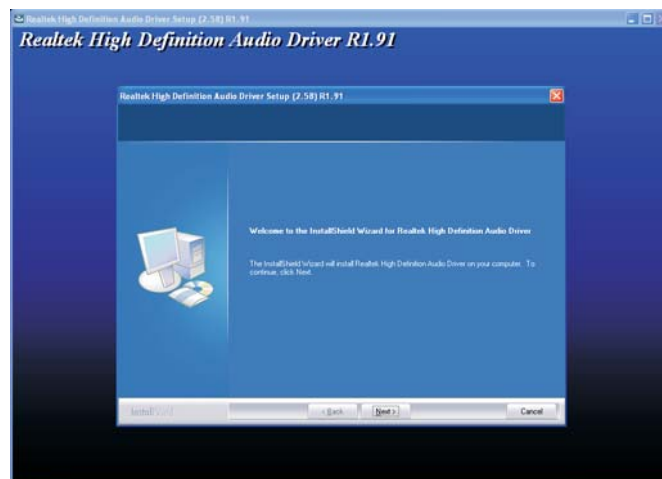 Realtek High Definition Audio Driver Setup (2.58) R1.91
Realtek High Definition Audio Driver R1.91
Realtek High Definition Audio Driver Setup (2.58) R1.91
Welcome to the InstallShield Wizard for Realtek High Definition Audio Driver
The InstallShield Wizard will install Realtek High Definition Audio Driver on your computer. To
continue, click Next.
< Back
Next >
Cancel